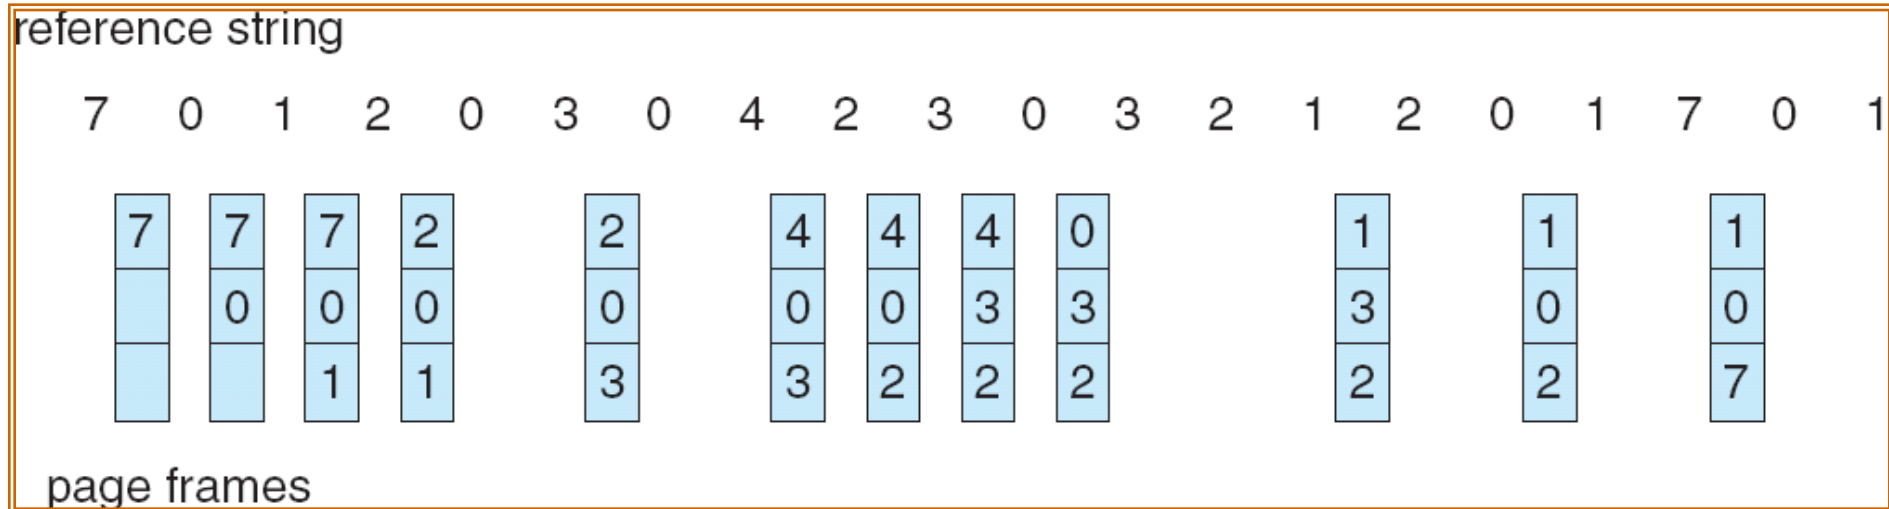 reference string
7 0 1 2 0 3 0 4 2 3 0 3 2 1 2 0 1 7 0 1
7 7 7 2 2 4 4 4 0 1 1 1
0 0 0 0 0 0 3 3 3 0 0
1 1 3 3 2 2 2 2 2 7
page frames